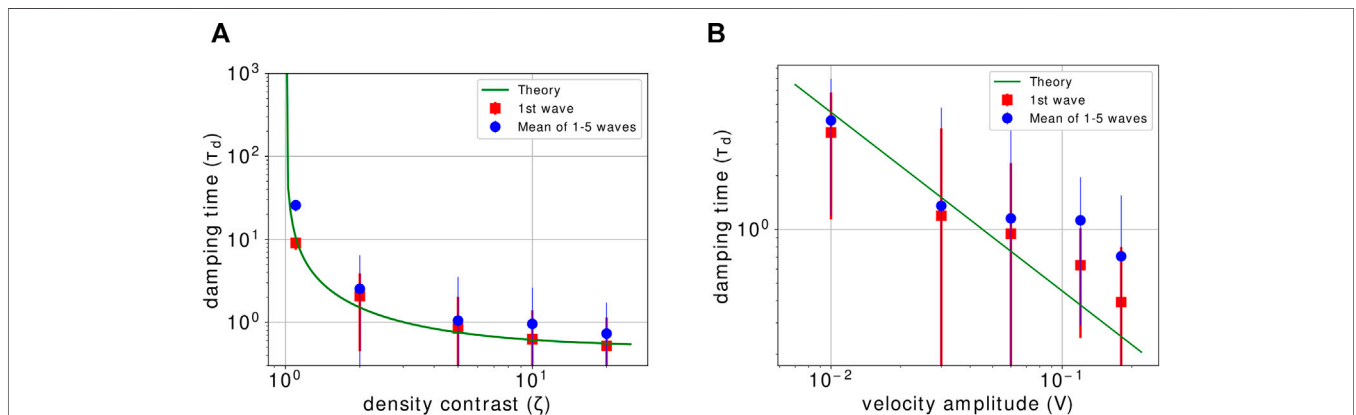 A
B
10³
10²
10¹
10⁰
damping time (τd)
Theory
1st wave
Mean of 1-5 waves
10⁰
10¹
density contrast (ζ)
10⁰
damping time (τd)
Theory
1st wave
Mean of 1-5 waves
10⁻²
10⁻¹
velocity amplitude (V)